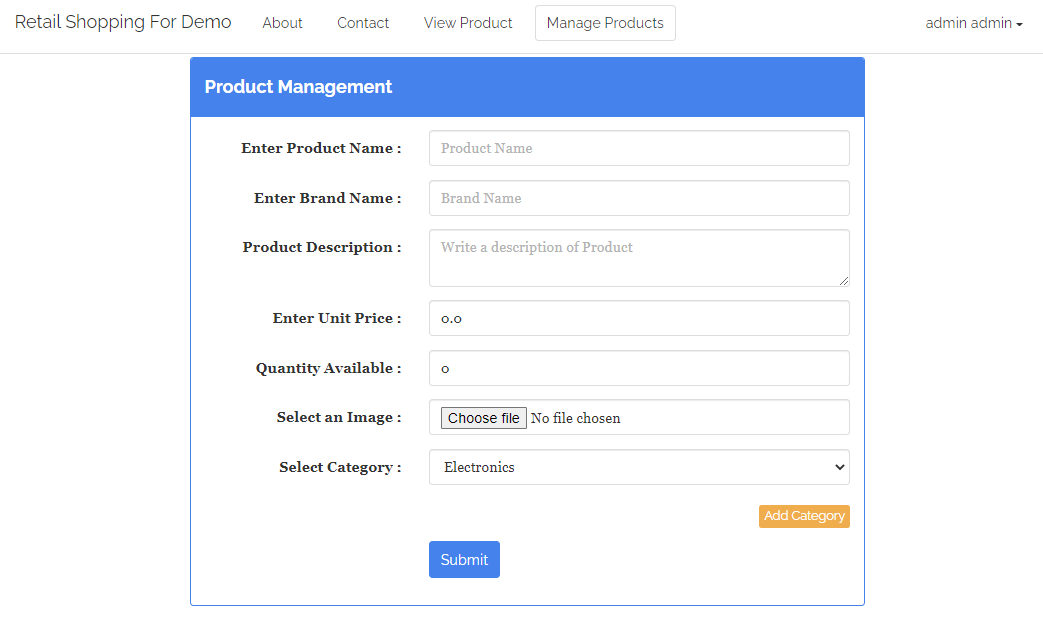 Retail Shopping For Demo About Contact View Product Manage Products admin admin
Product Management
Enter Product Name : Product Name
Enter Brand Name : Brand Name
Product Description : Write a description of Product
Enter Unit Price : 0.0
Quantity Available : 0
Select an Image : Choose file No file chosen
Select Category : Electronics
Add Category
Submit